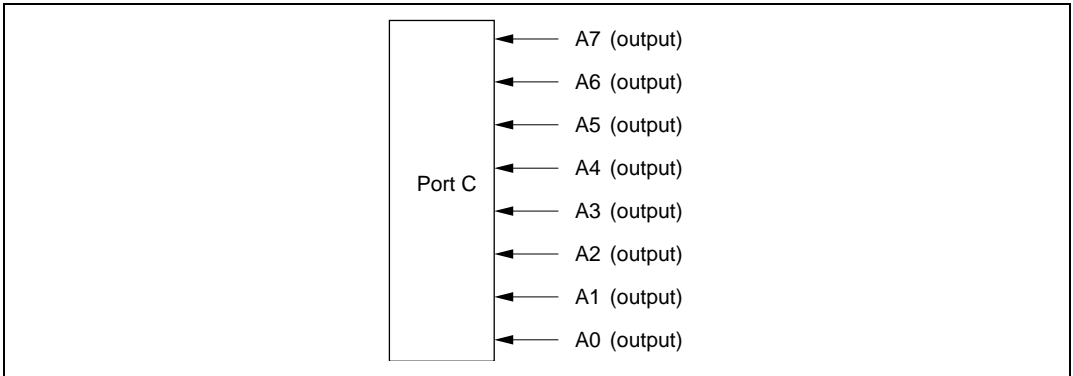 A7 (output)
A6 (output)
A5 (output)
A4 (output)
Port C
A3 (output)
A2 (output)
A1 (output)
A0 (output)